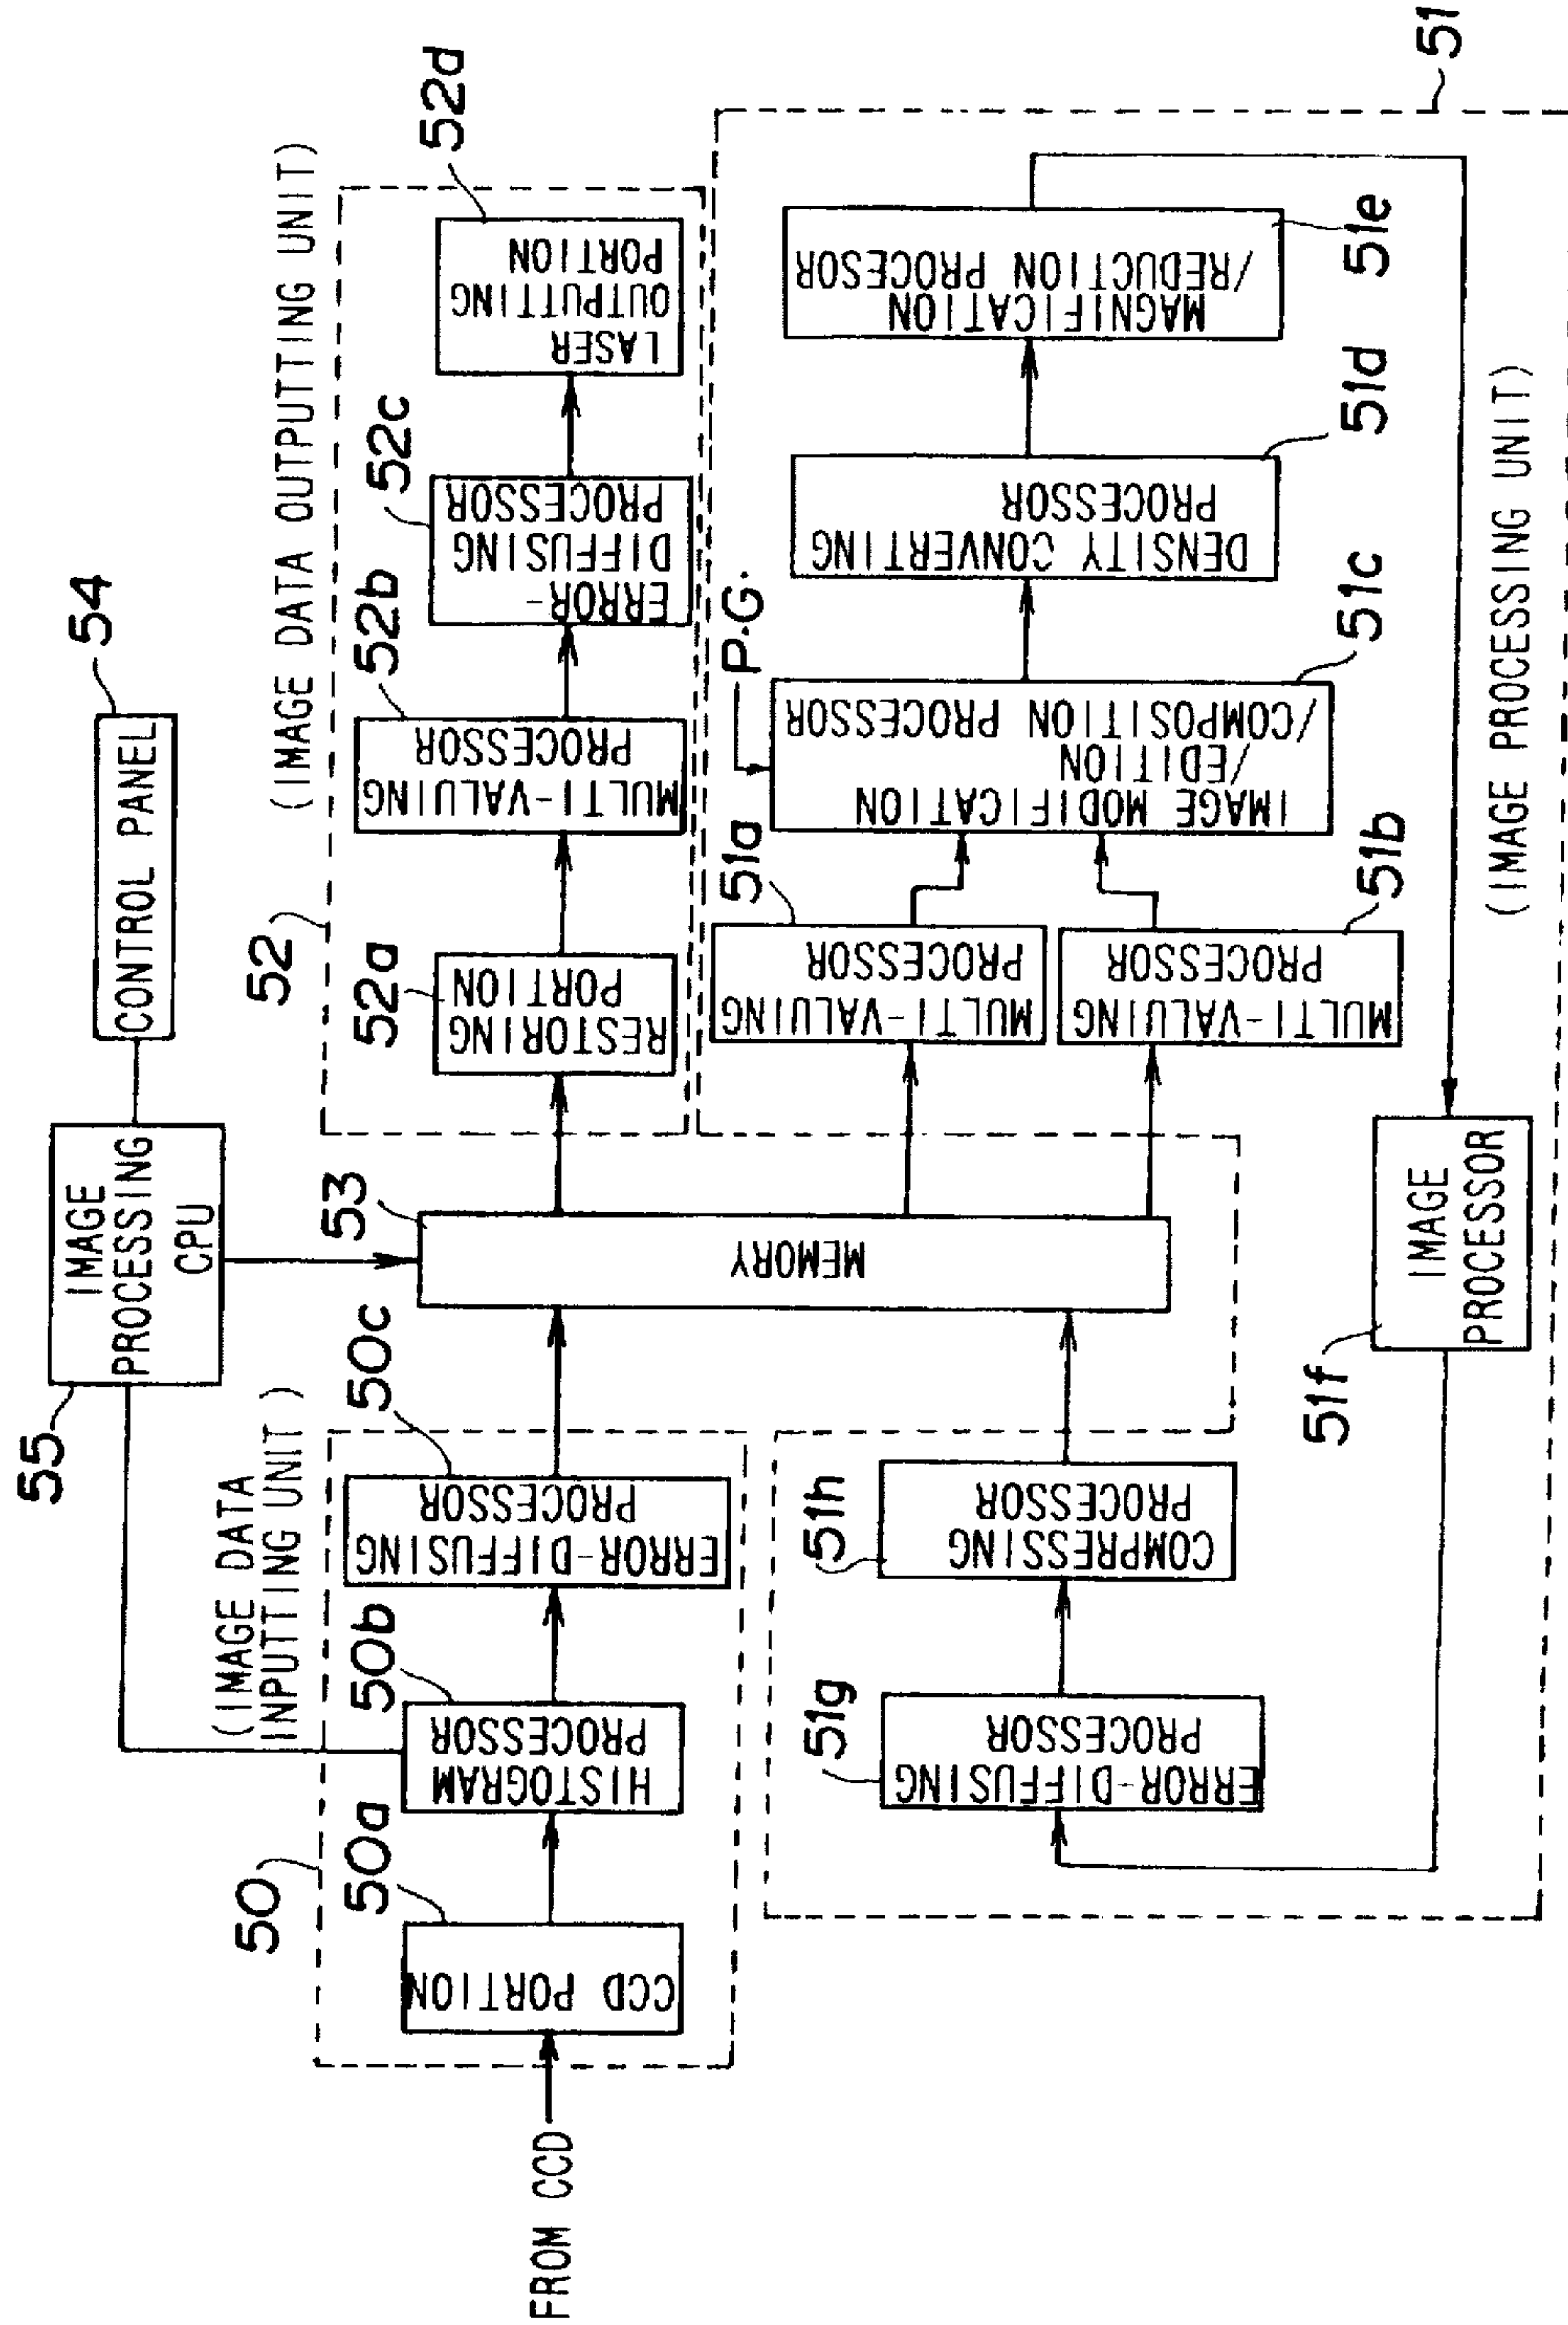 55
IMAGE
PROCESSING
CPU
CONTROL PANEL
54
(IMAGE DATA
INPUTTING UNIT)
50
FROM CCD
50a
CCD PORTION
50b
HISTOGRAM
PROCESSOR
50c
ERROR-DIFFUSING
PROCESSOR
53
MEMORY
52
(IMAGE DATA OUTPUTTING UNIT)
52a
RESTORING
PORTION
52b
MULTI-VALUING
PROCESSOR
52c
ERROR-
DIFFUSING
PROCESSOR
52d
LASER
OUTPUTTING
PORTION
51
51a
MULTI-VALUING
PROCESSOR
51b
MULTI-VALUING
PROCESSOR
P.G.
51c
IMAGE MODIFICATION
/EDITION
/COMPOSITION PROCESSOR
51d
DENSITY CONVERTING
PROCESSOR
51e
MAGNIFICATION
/REDUCTION PROCESOR
51f
IMAGE
PROCESSOR
51g
ERROR-DIFFUSING
PROCESSOR
51h
COMPRESSING
PROCESSOR
(IMAGE PROCESSING UNIT)